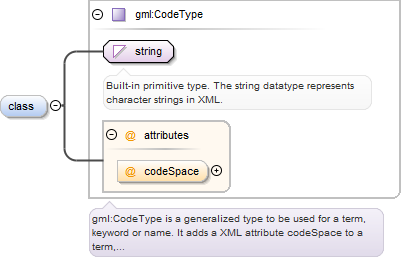 gml:CodeType
string
Built-in primitive type. The string datatype represents
character strings in XML.
class
@ attributes
@ codeSpace
gml:CodeType is a generalized type to be used for a term,
keyword or name. It adds a XML attribute codeSpace to a
term,...